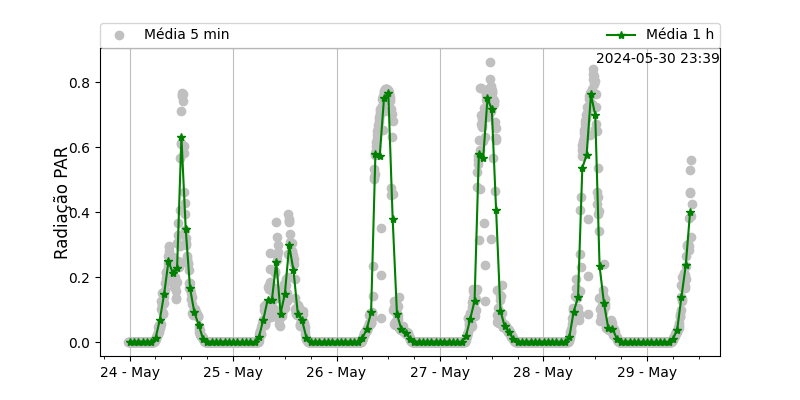 Média 5 min
Média 1 h
2024-05-30 23:39
Radiação PAR
0.8
0.6
0.4
0.2
0.0
24 - May
25 - May
26 - May
27 - May
28 - May
29 - May